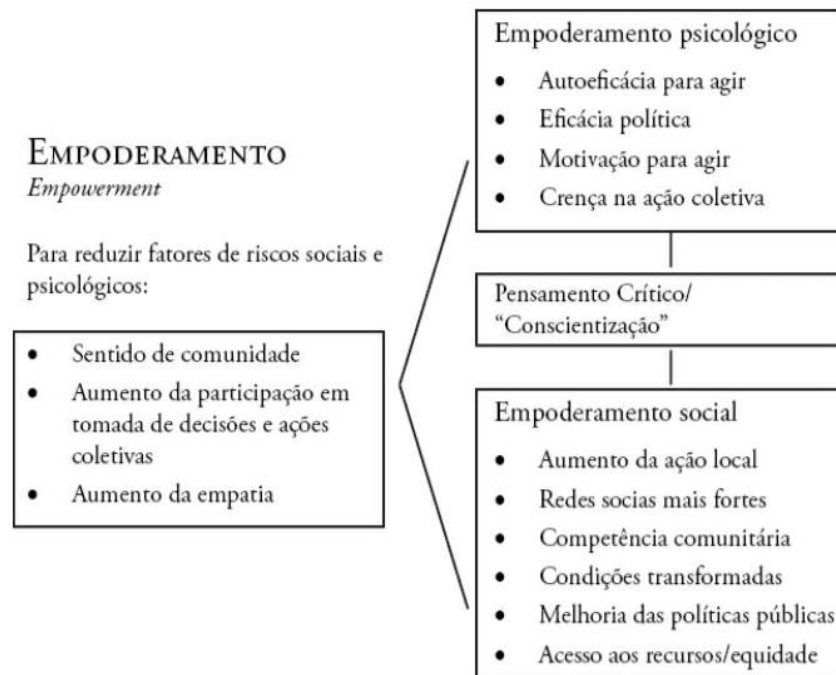 EMPODERAMENTO
Empowerment
Para reduzir fatores de riscos sociais e
psicológicos:
• Sentido de comunidade
• Aumento da participação em
tomada de decisões e ações
coletivas
• Aumento da empatia
Empoderamento psicológico
• Autoeficácia para agir
• Eficácia política
• Motivação para agir
• Crença na ação coletiva
Pensamento Crítico/
“Conscientização”
Empoderamento social
• Aumento da ação local
• Redes socias mais fortes
• Competência comunitária
• Condições transformadas
• Melhoria das políticas públicas
• Acesso aos recursos/equidade